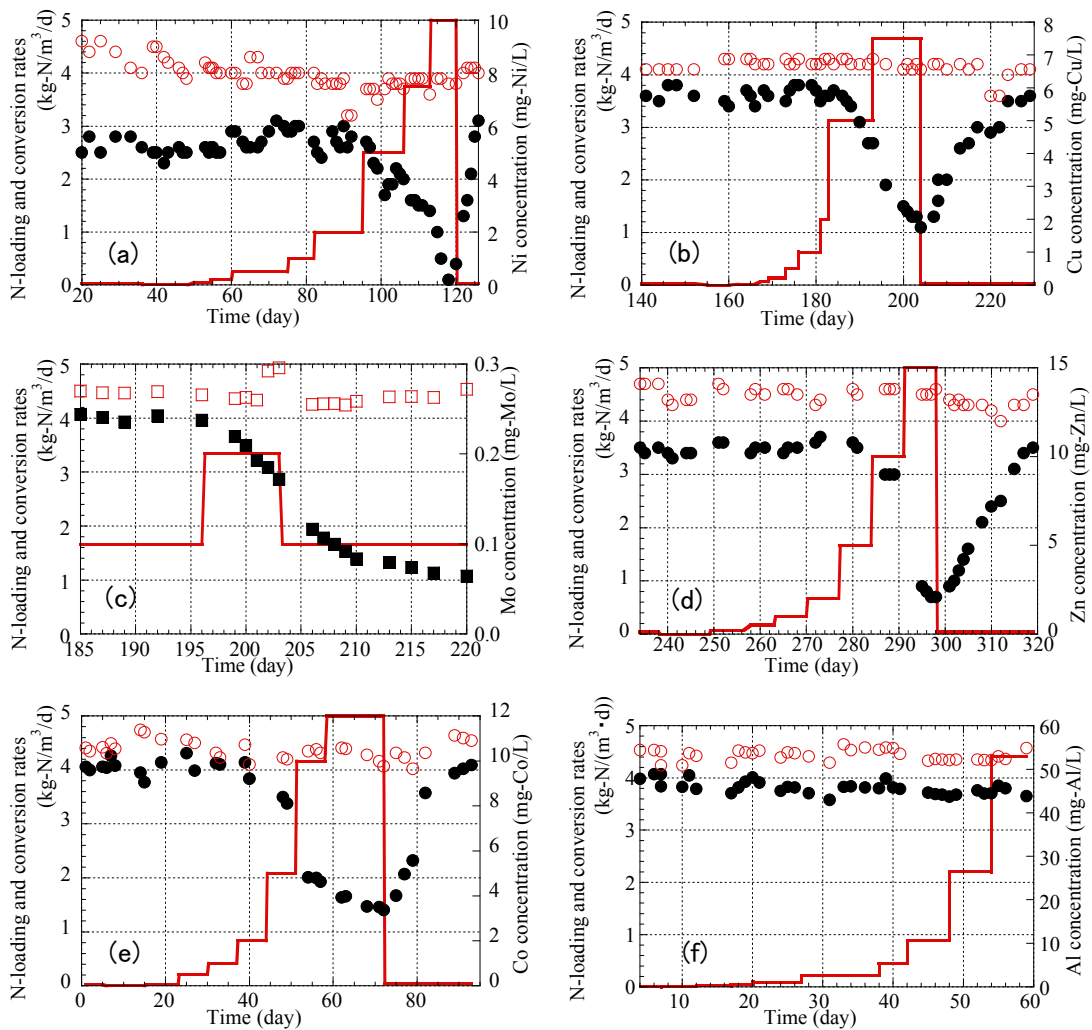 N-loading and conversion rates
(kg-N/m³/d)
5
4
3
2
1
0
(a)
20 40 60 80 100 120
Time (day)
10
8
6
4
2
0
Ni concentration (mg-Ni/L)
N-loading and conversion rates
(kg-N/m³/d)
5
4
3
2
1
0
(b)
140 160 180 200 220
Time (day)
8
7
6
5
4
3
2
1
0
Cu concentration (mg-Cu/L)
N-loading and conversion rates
(kg-N/m³/d)
5
4
3
2
1
0
(c)
185 190 195 200 205 210 215 220
Time (day)
0.3
0.2
0.1
0.0
Mo concentration (mg-Mo/L)
N-loading and conversion rates
(kg-N/m³/d)
5
4
3
2
1
0
(d)
240 250 260 270 280 290 300 310 319
Time (day)
15
10
5
0
Zn concentration (mg-Zn/L)
N-loading and conversion rates
(kg-N/m³/d)
5
4
3
2
1
0
(e)
0 20 40 60 80
Time (day)
12
10
8
6
4
2
0
Co concentration (mg-Co/L)
N-loading and conversion rates
(kg-N/(m³･d))
5
4
3
2
1
0
(f)
10 20 30 40 50 59
Time (day)
60
50
40
30
20
10
0
Al concentration (mg-Al/L)